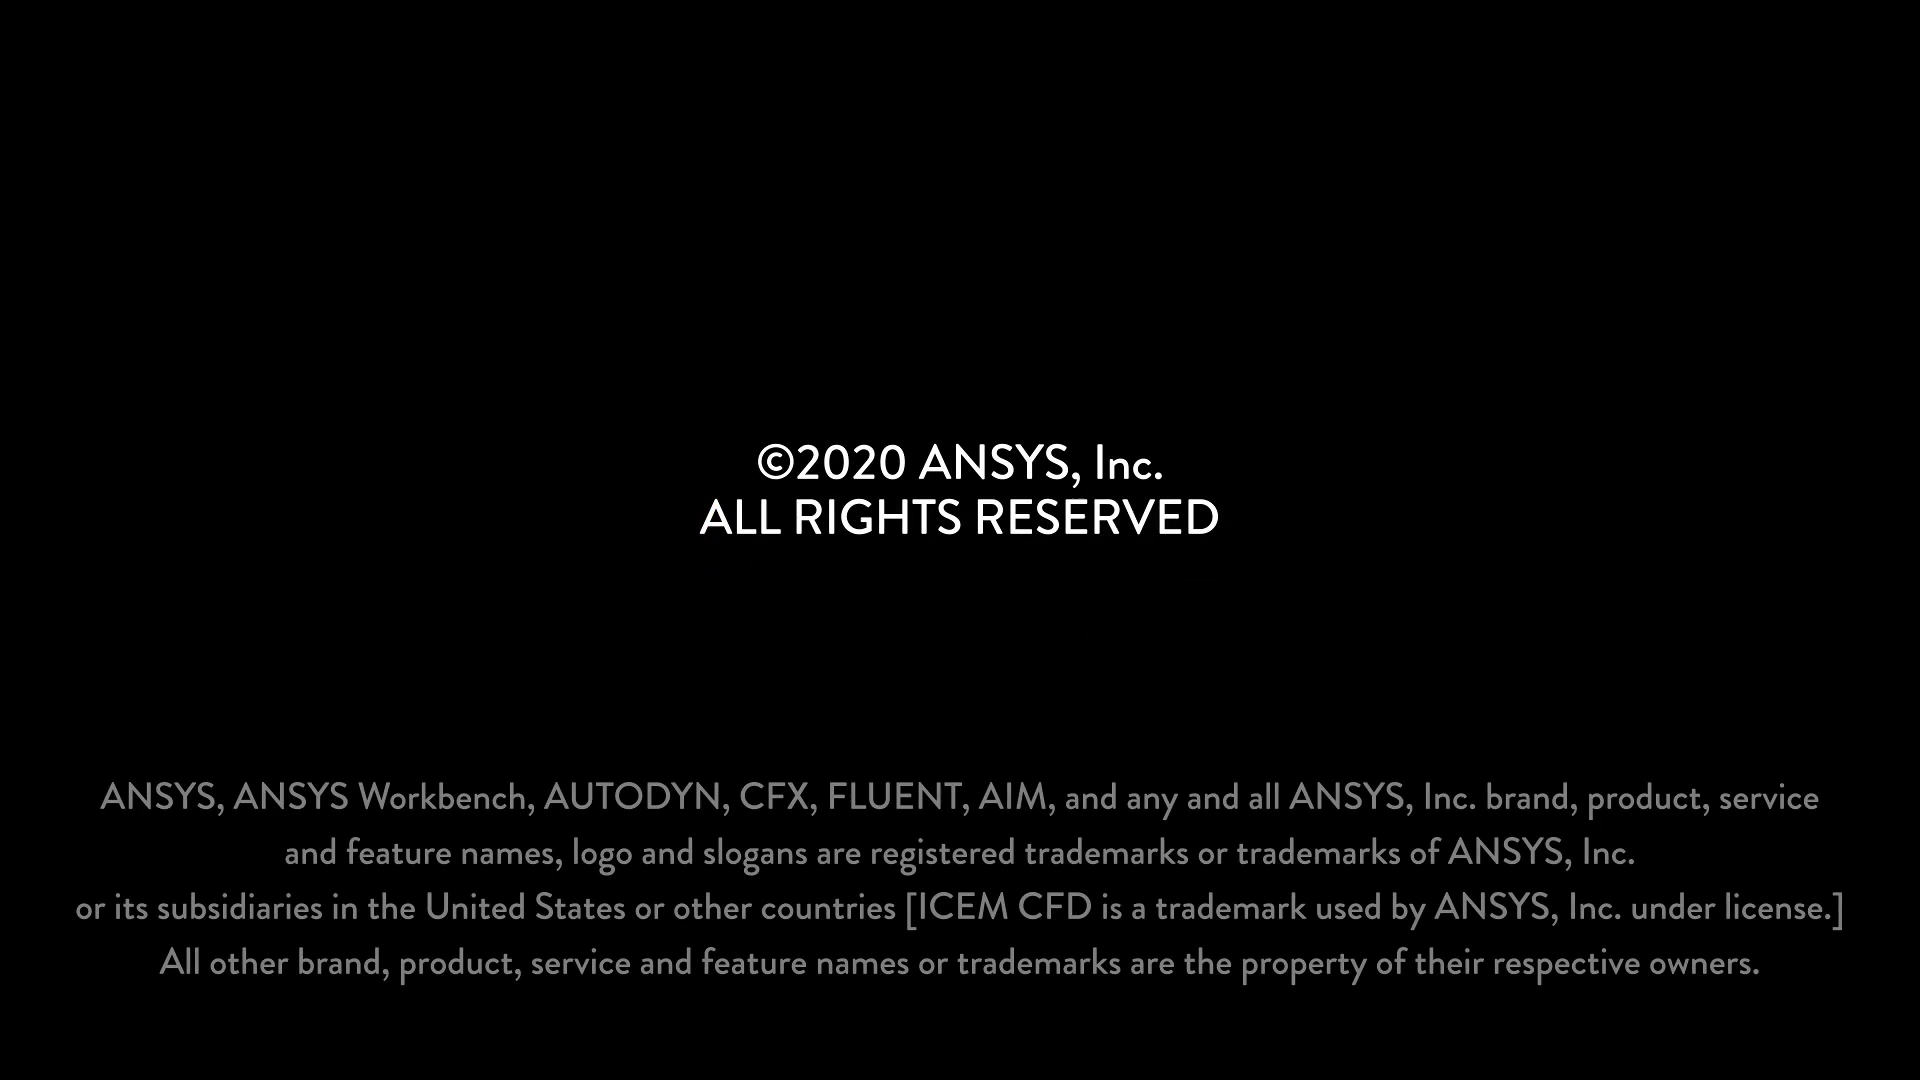 ©2020 ANSYS, Inc.
ALL RIGHTS RESERVED
ANSYS, ANSYS Workbench, AUTODYN, CFX, FLUENT, AIM, and any and all ANSYS, Inc. brand, product, service
and feature names, logo and slogans are registered trademarks or trademarks of ANSYS, Inc.
or its subsidiaries in the United States or other countries [ICEM CFD is a trademark used by ANSYS, Inc. under license.]
All other brand, product, service and feature names or trademarks are the property of their respective owners.